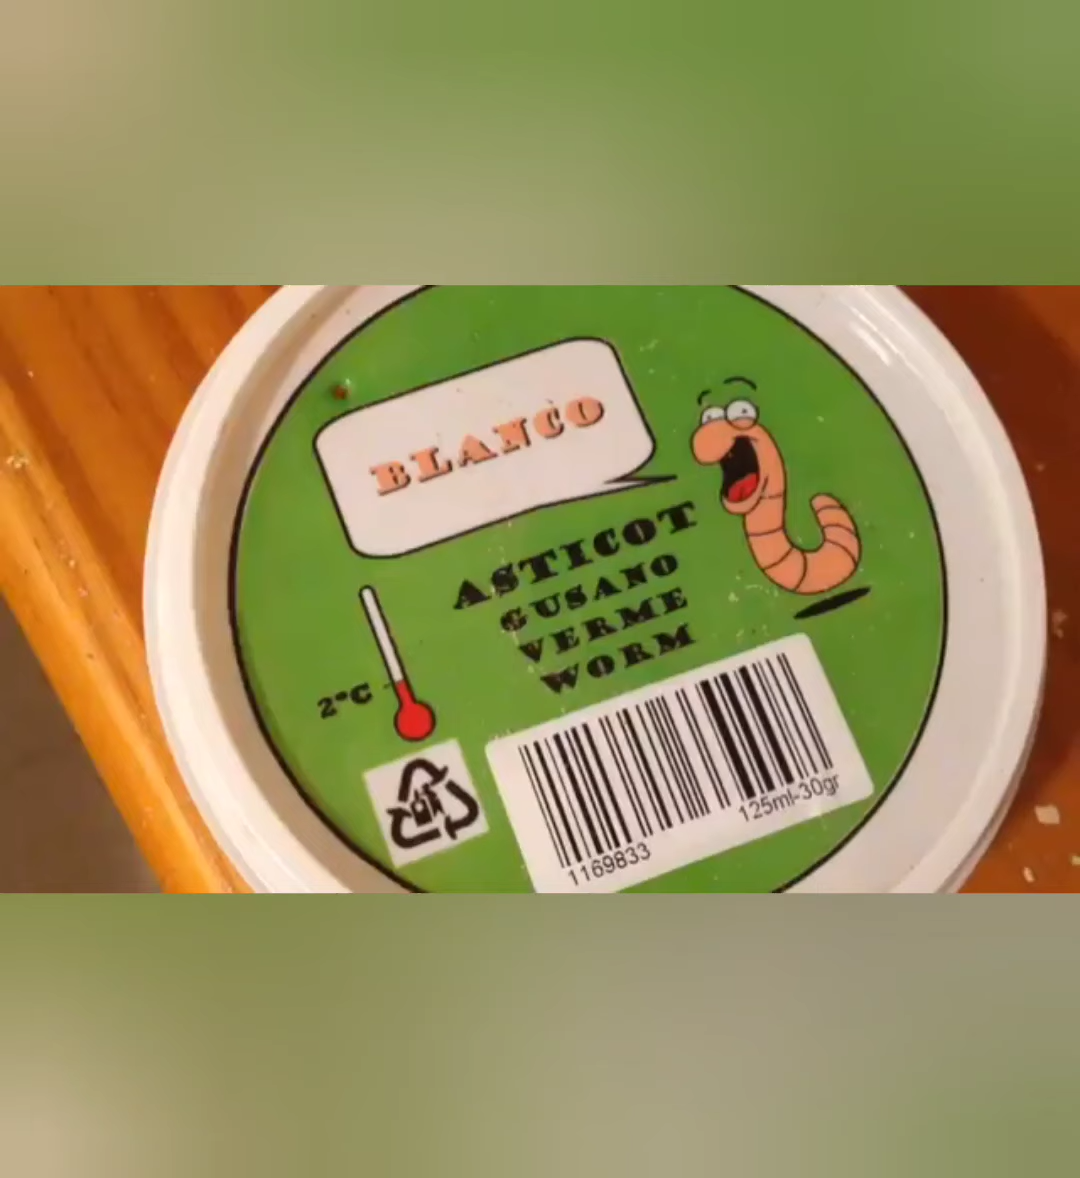 BLANCO
ASTICOT
GUSANO
VERME
WORM
2°C
125ml-30gr
1169833